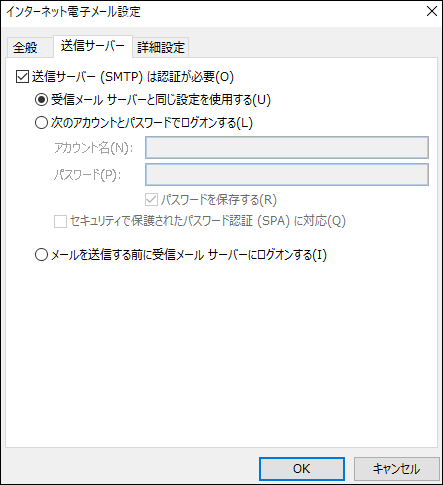 インターネット電子メール設定
全般 送信サーバー 詳細設定
送信サーバー (SMTP) は認証が必要(O)
受信メール サーバーと同じ設定を使用する(U)
次のアカウントとパスワードでログオンする(L)
アカウント名(N):
パスワード(P):
パスワードを保存する(R)
セキュリティで保護されたパスワード認証 (SPA) に対応(Q)
メールを送信する前に受信メール サーバーにログオンする(I)
OK キャンセル